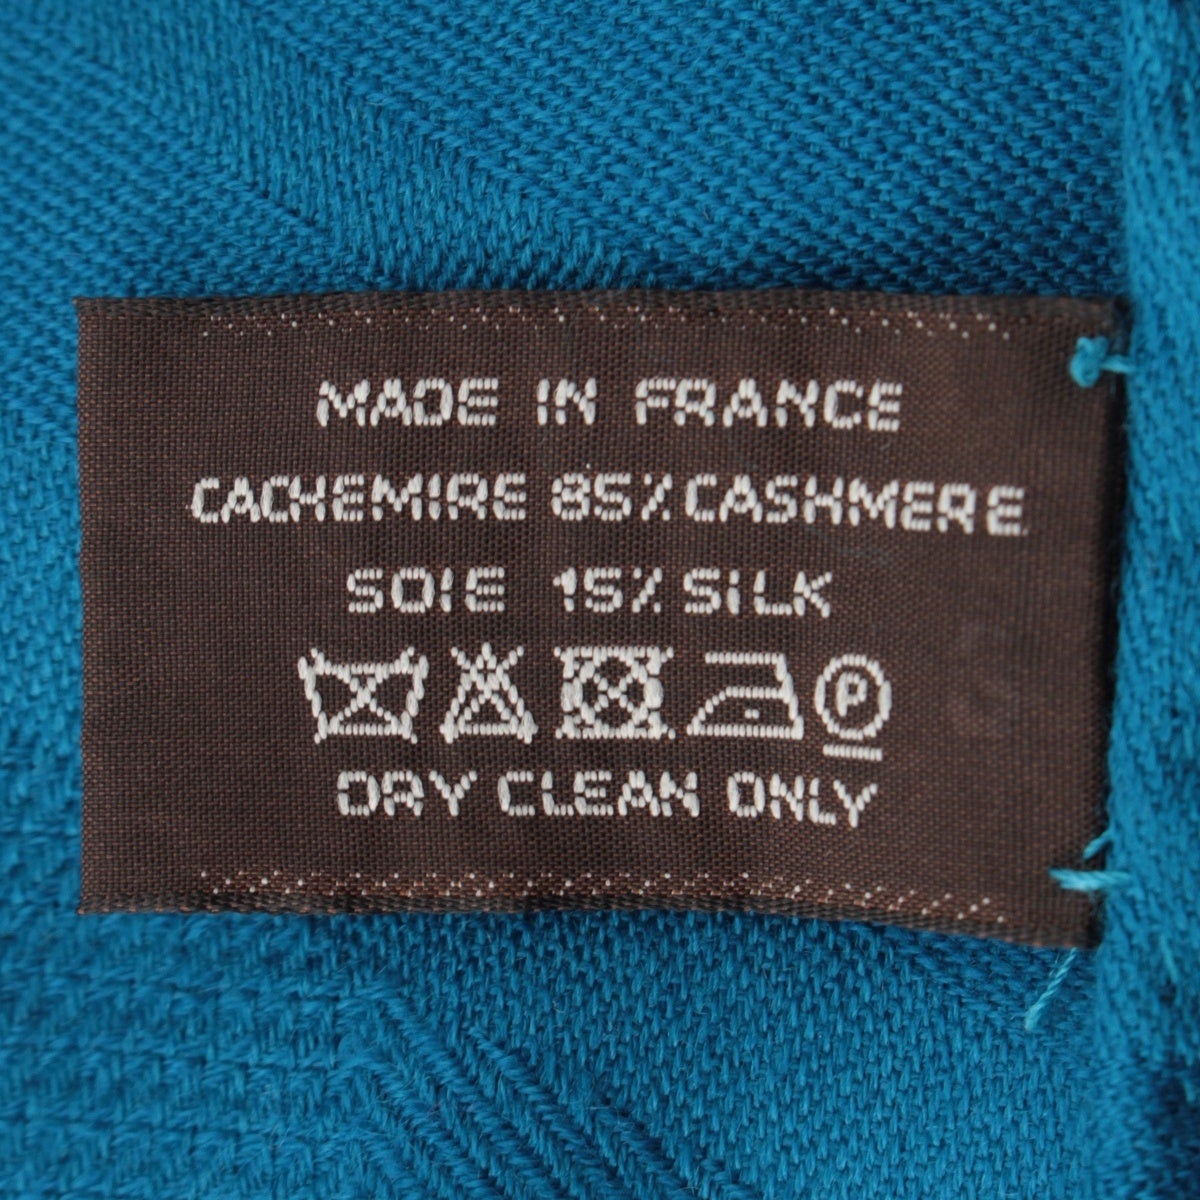 MADE IN FRANCE
CACHEMIRE 85% CASHMERE
SOIE 15% SILK
P
DRY CLEAN ONLY